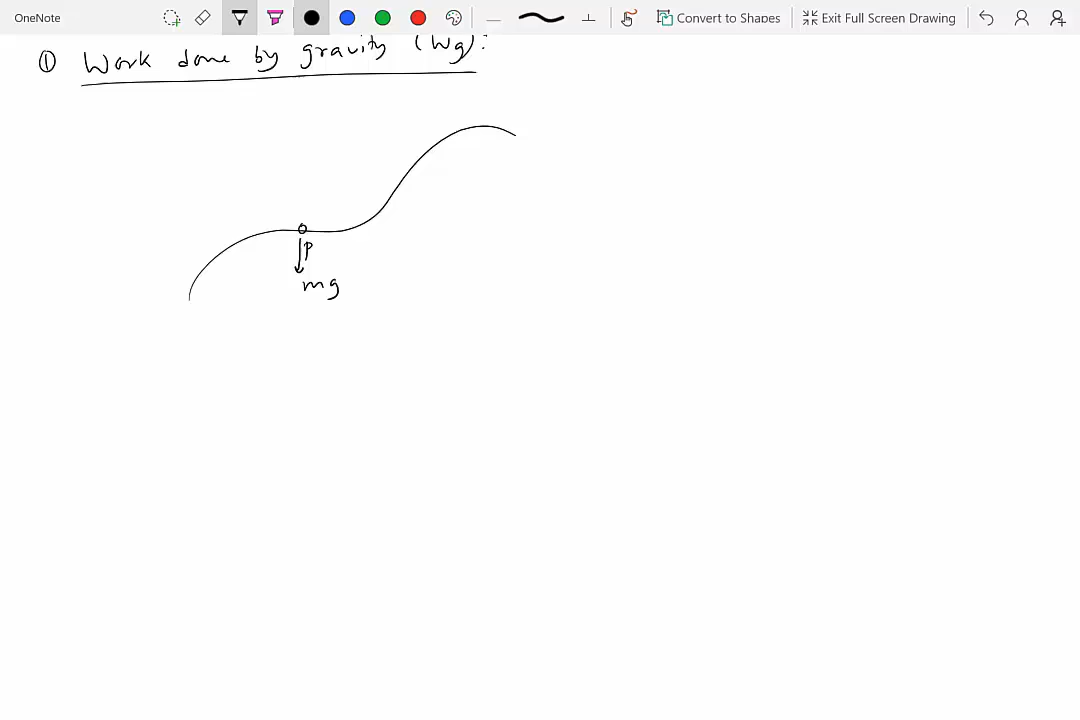 OneNote
Convert to Shapes
Exit Full Screen Drawing
① Work done by gravity (Wg):
P
mg